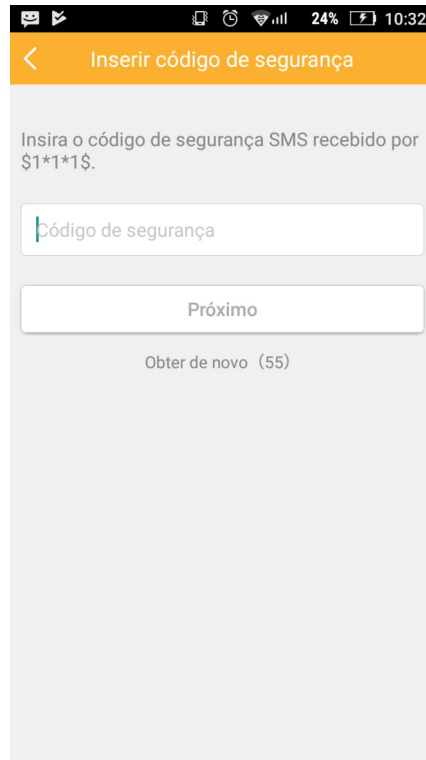 24% 10:32
Inserir código de segurança
Insira o código de segurança SMS recebido por
$1*1*1$.
Código de segurança
Próximo
Obter de novo（55）